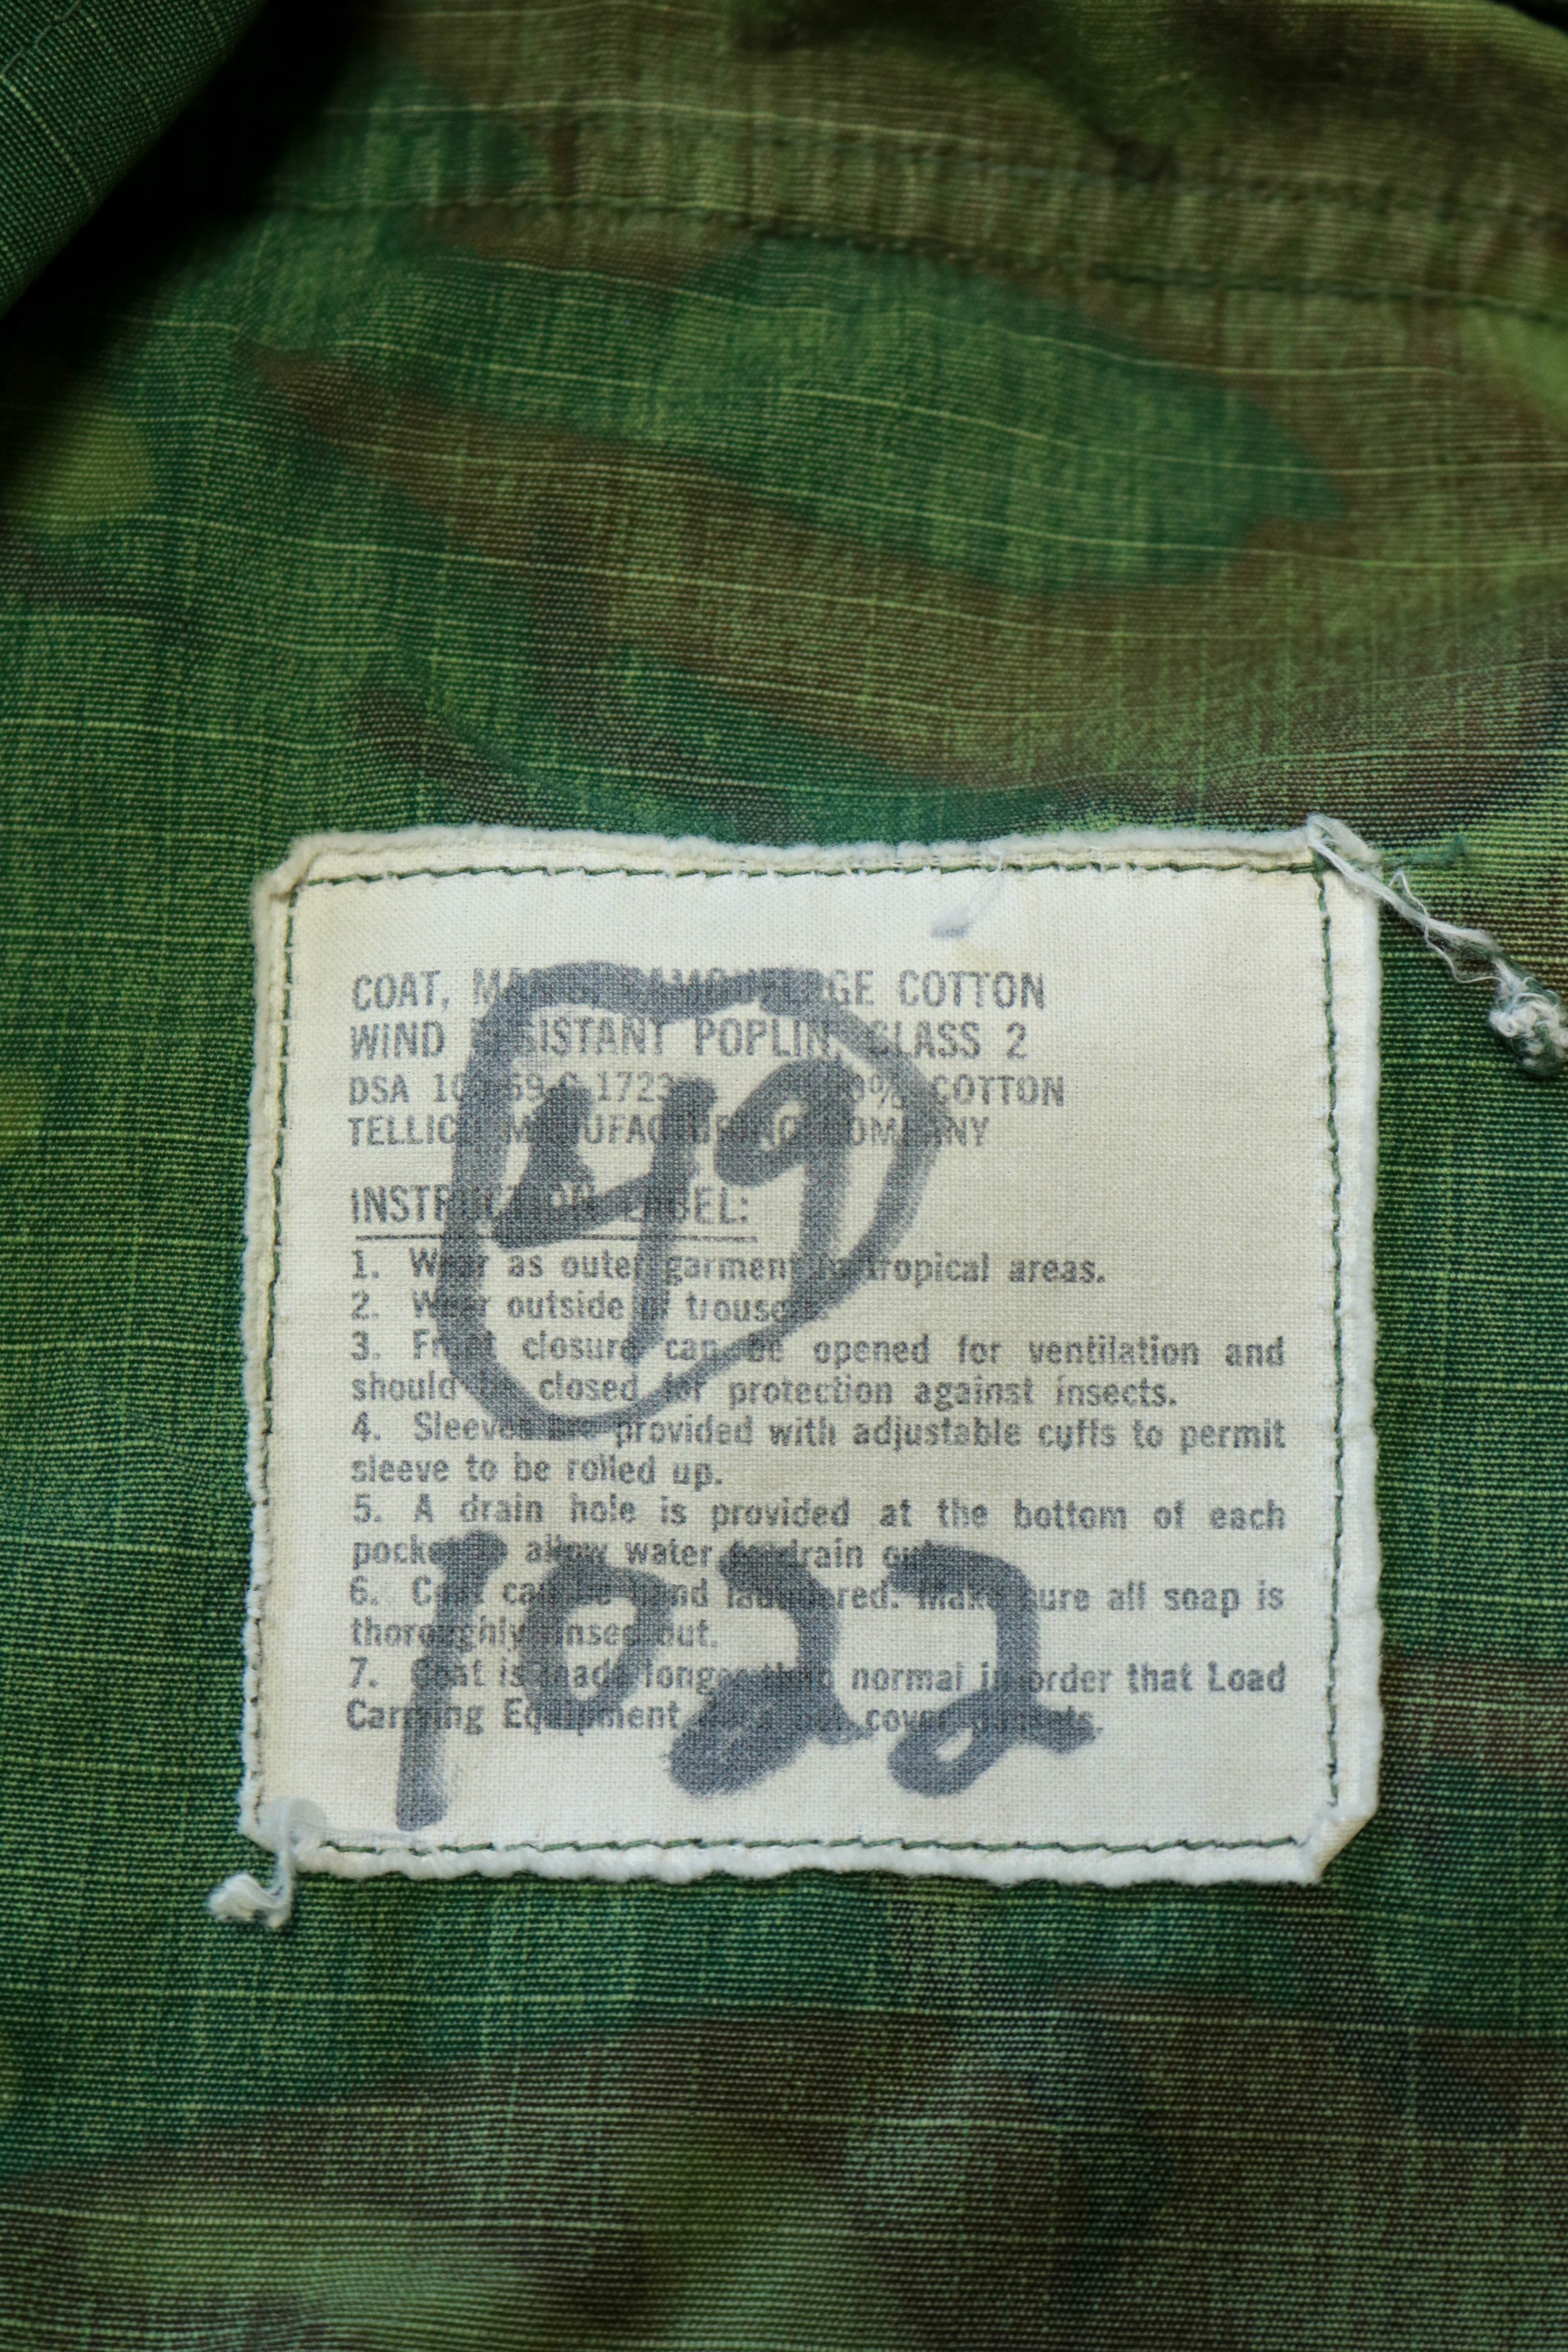 COAT, MAN'S, CAMOUFLAGE COTTON
WIND RESISTANT POPLIN, CLASS 2
DSA 100 69 C 1723 100% COTTON
TELLICO MANUFACTURING COMPANY
INSTRUCTION LABEL:
1. Wear as outer garment in tropical areas.
2. Wear outside of trousers.
3. Front closure can be opened for ventilation and
should be closed for protection against insects.
4. Sleeves are provided with adjustable cuffs to permit
sleeve to be rolled up.
5. A drain hole is provided at the bottom of each
pocket to allow water to drain out.
6. Coat can be hand laundered. Make sure all soap is
thoroughly rinsed out.
7. Coat is made longer than normal in order that Load
Carrying Equipment does not cover pockets.
49
1022